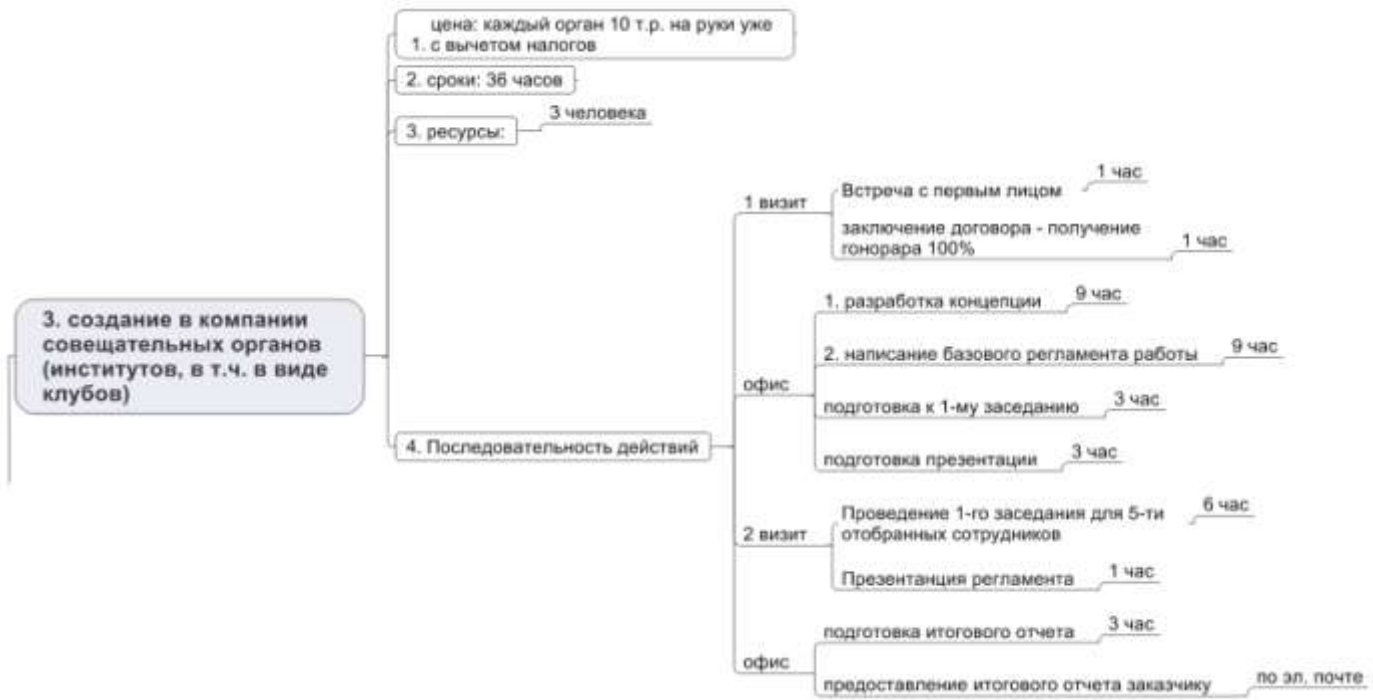 3. создание в компании
совещательных органов
(институтов, в т.ч. в виде
клубов)
цена: каждый орган 10 т.р. на руки уже
1. с вычетом налогов
2. сроки: 36 часов
3. ресурсы:
3 человека
4. Последовательность действий
1 визит
Встреча с первым лицом
1 час
заключение договора - получение
гонорара 100%
1 час
офис
1. разработка концепции
9 час
2. написание базового регламента работы
9 час
подготовка к 1-му заседанию
3 час
подготовка презентации
3 час
2 визит
Проведение 1-го заседания для 5-ти
отобранных сотрудников
6 час
Презентанция регламента
1 час
офис
подготовка итогового отчета
3 час
предоставление итогового отчета заказчику
по эл. почте